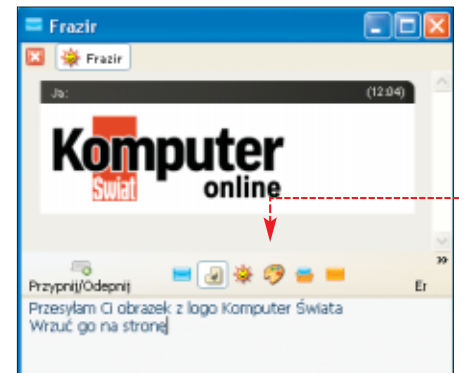 Frazir
Frazir
Ja: (12:04)
Komputer
Świat online
Przypnij/Odepnij Er
Przesyłam Ci obrazek z logo Komputer Świata
Wrzuć go na stronę